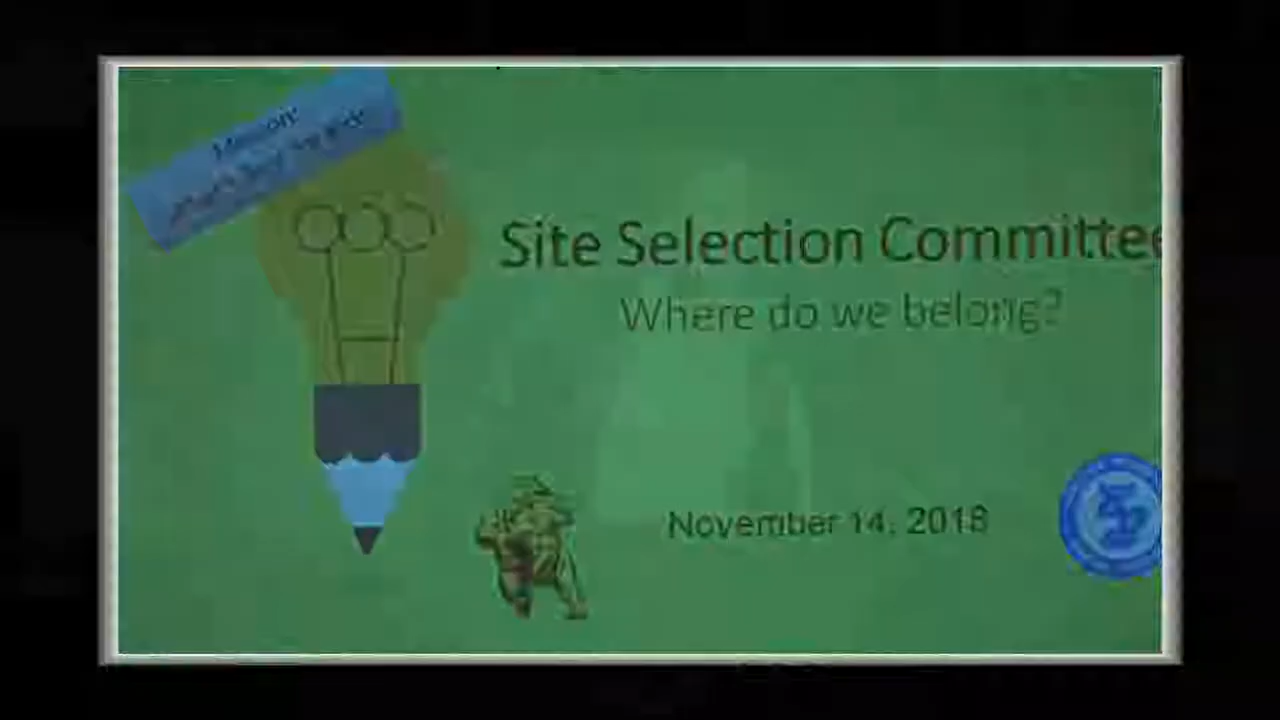 Site Selection Committee
Where do we belong?
November 14, 2018